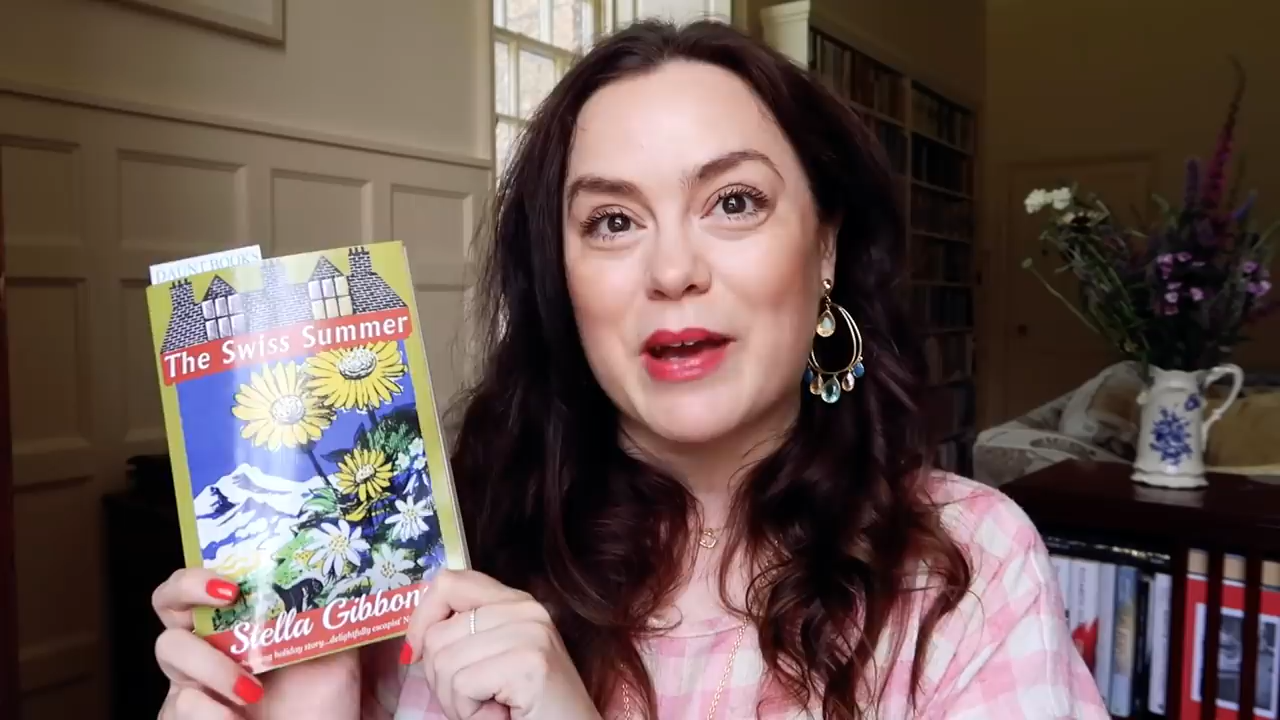 DAUNT BOOKS
The Swiss Summer
Stella Gibbons
holiday story...delightfully escapist'